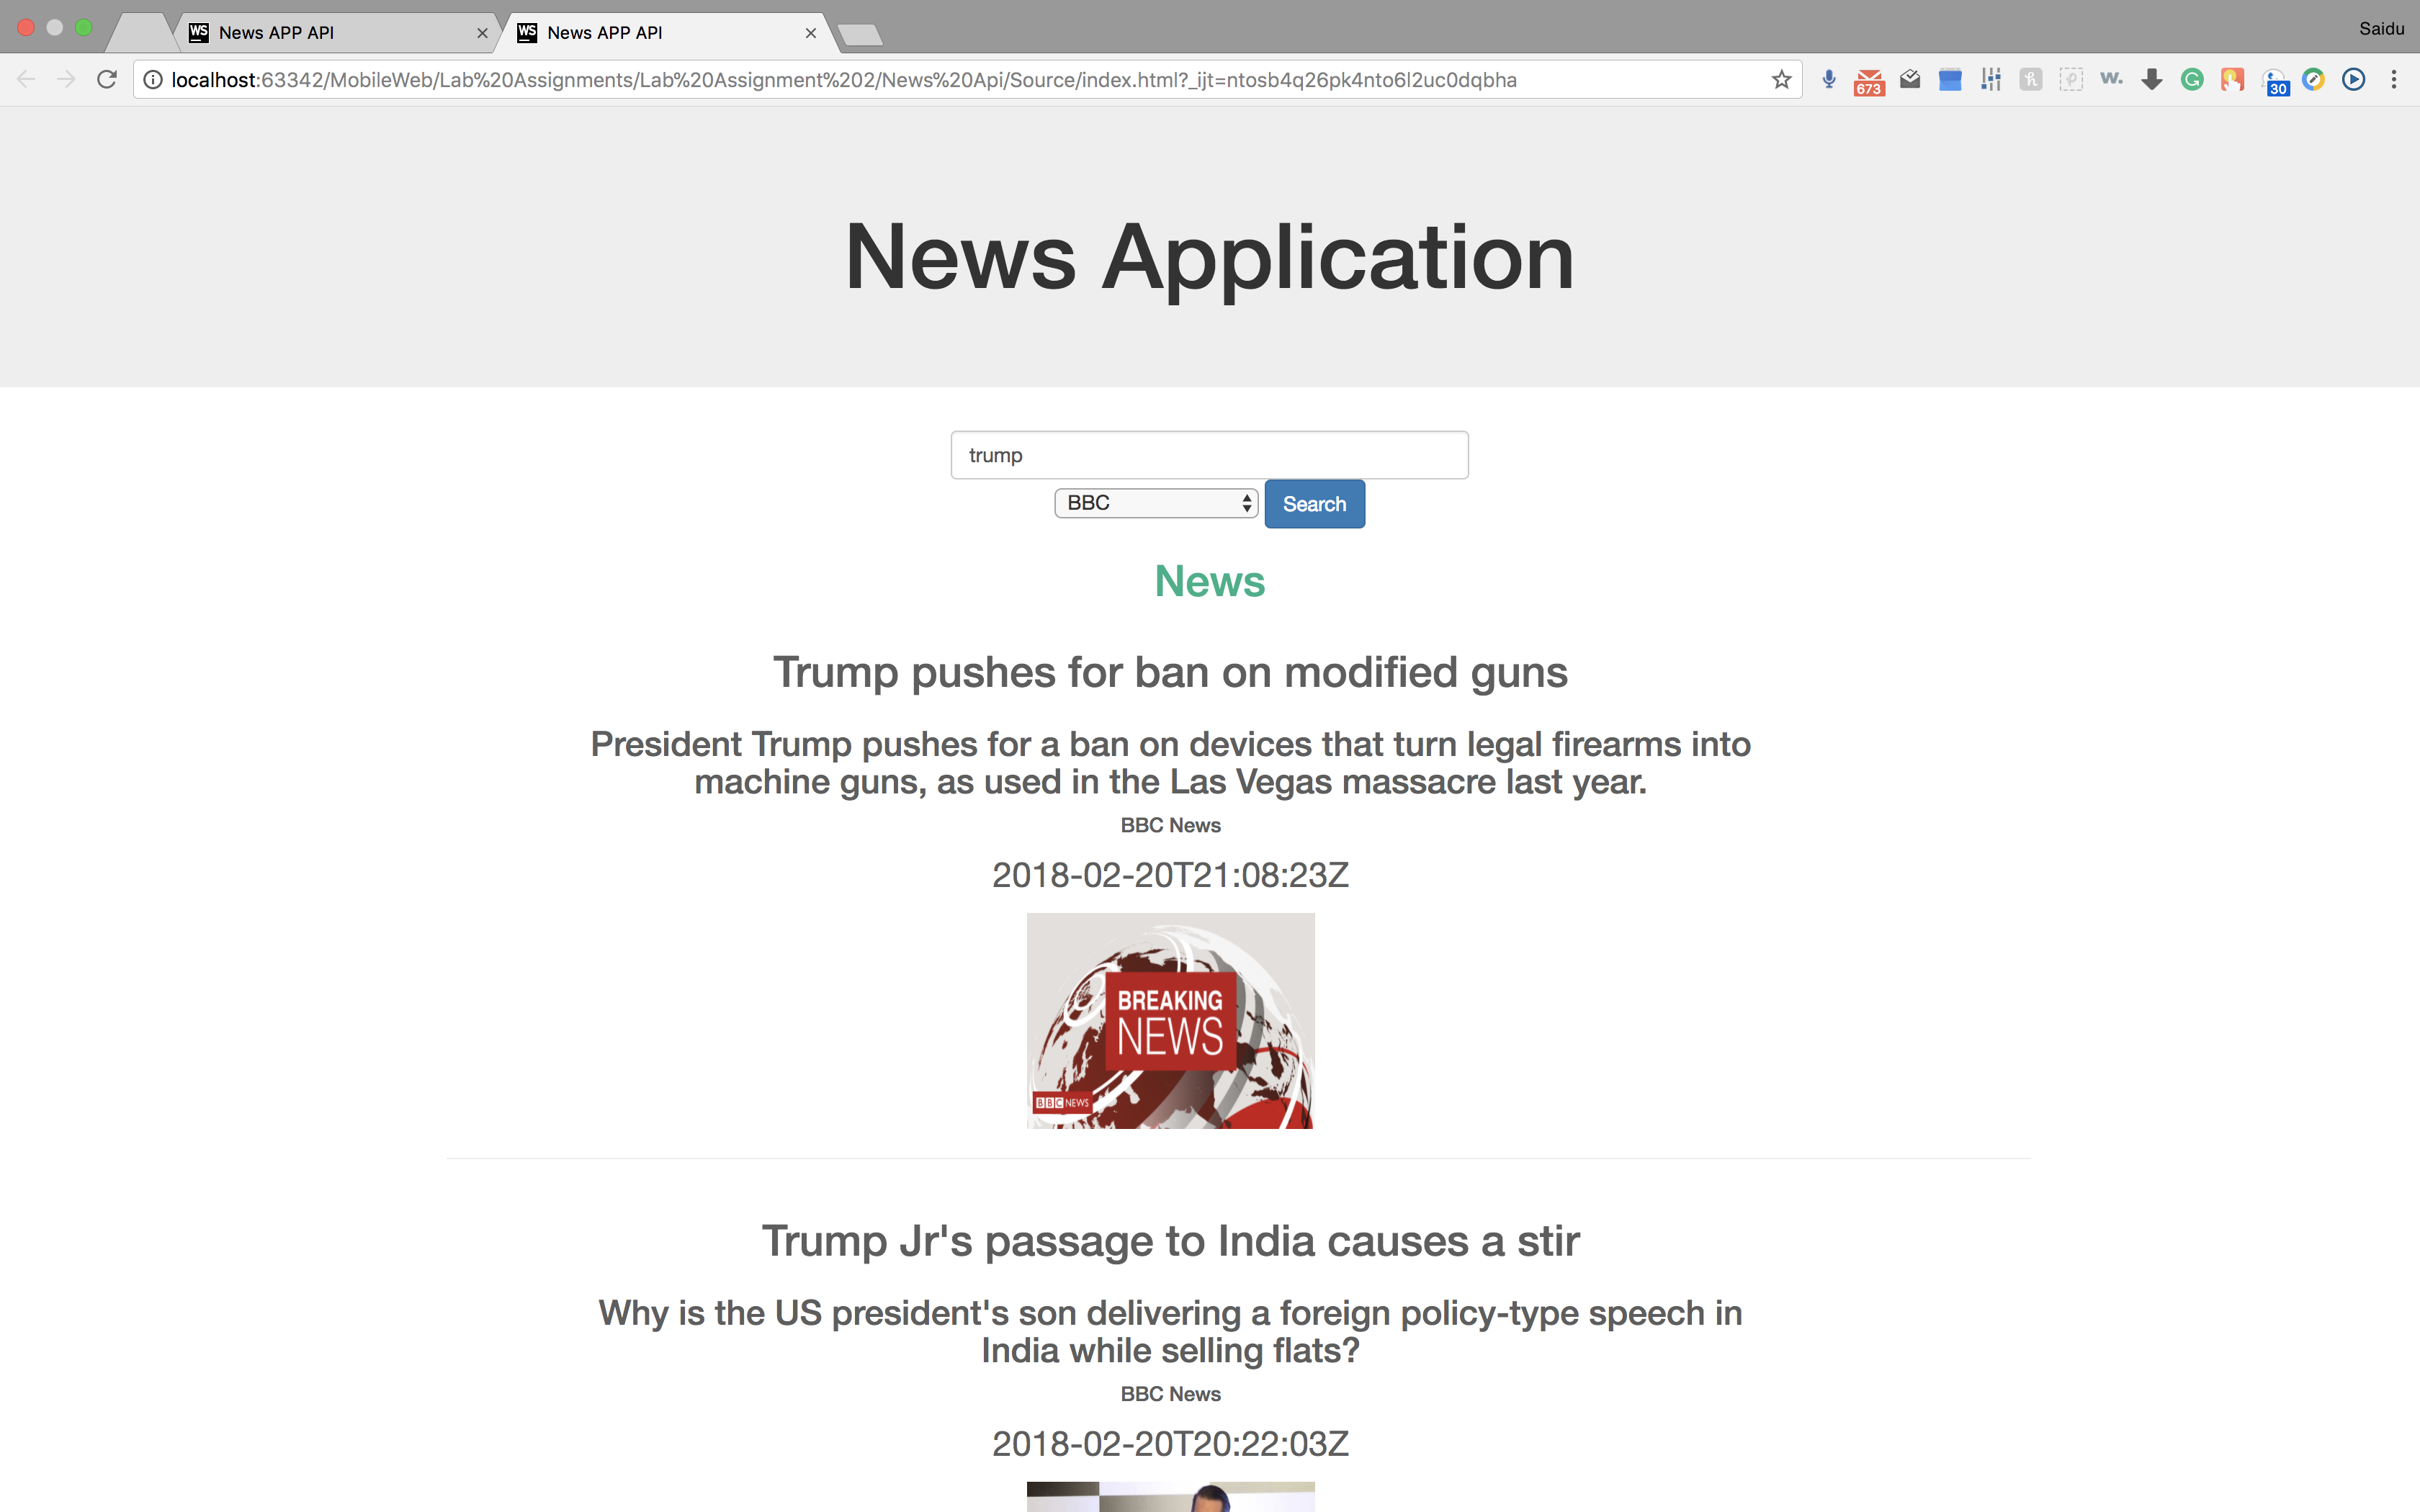 News APP API
News APP API
Saidu
localhost:63342/MobileWeb/Lab%20Assignments/Lab%20Assignment%202/News%20Api/Source/index.html?_ijt=ntosb4q26pk4nto6l2uc0dqbha
673
w.
30
News Application
trump
BBC
Search
News
Trump pushes for ban on modified guns
President Trump pushes for a ban on devices that turn legal firearms into
machine guns, as used in the Las Vegas massacre last year.
BBC News
2018-02-20T21:08:23Z
BREAKING
NEWS
BBC NEWS
Trump Jr's passage to India causes a stir
Why is the US president's son delivering a foreign policy-type speech in
India while selling flats?
BBC News
2018-02-20T20:22:03Z